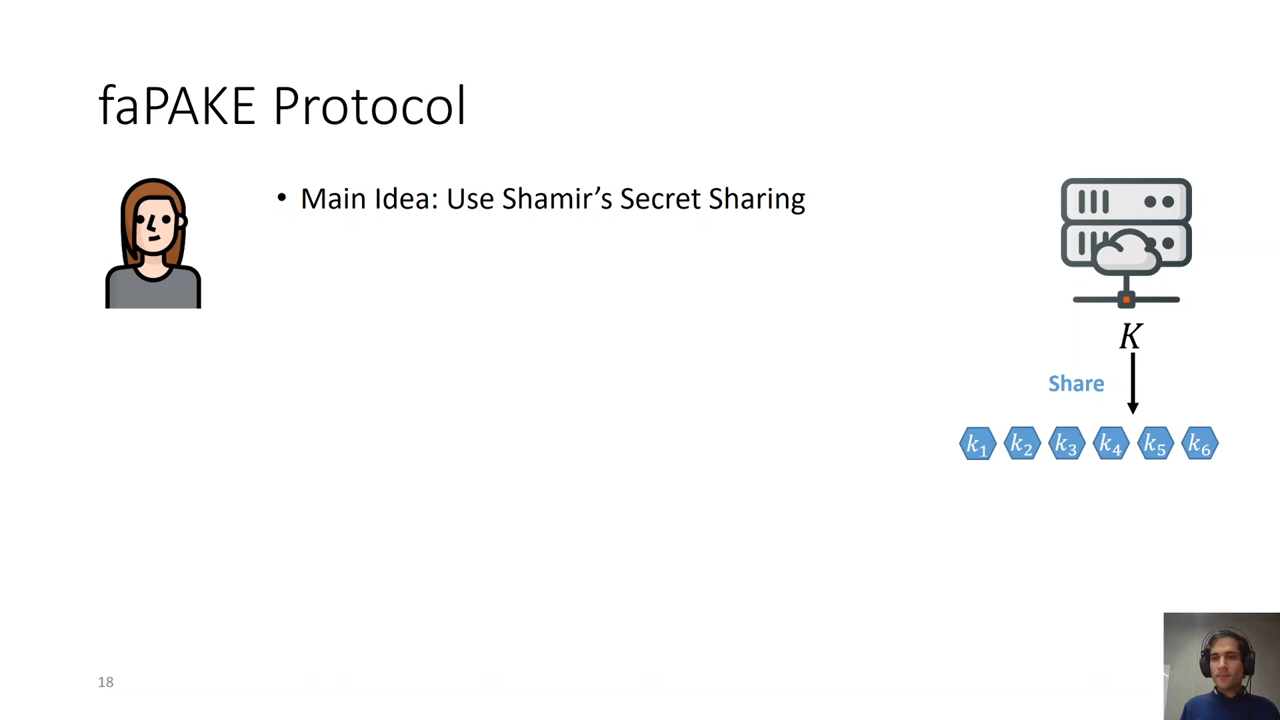 faPAKE Protocol
• Main Idea: Use Shamir’s Secret Sharing
K
Share
k₁ k₂ k₃ k₄ k₅ k₆
18